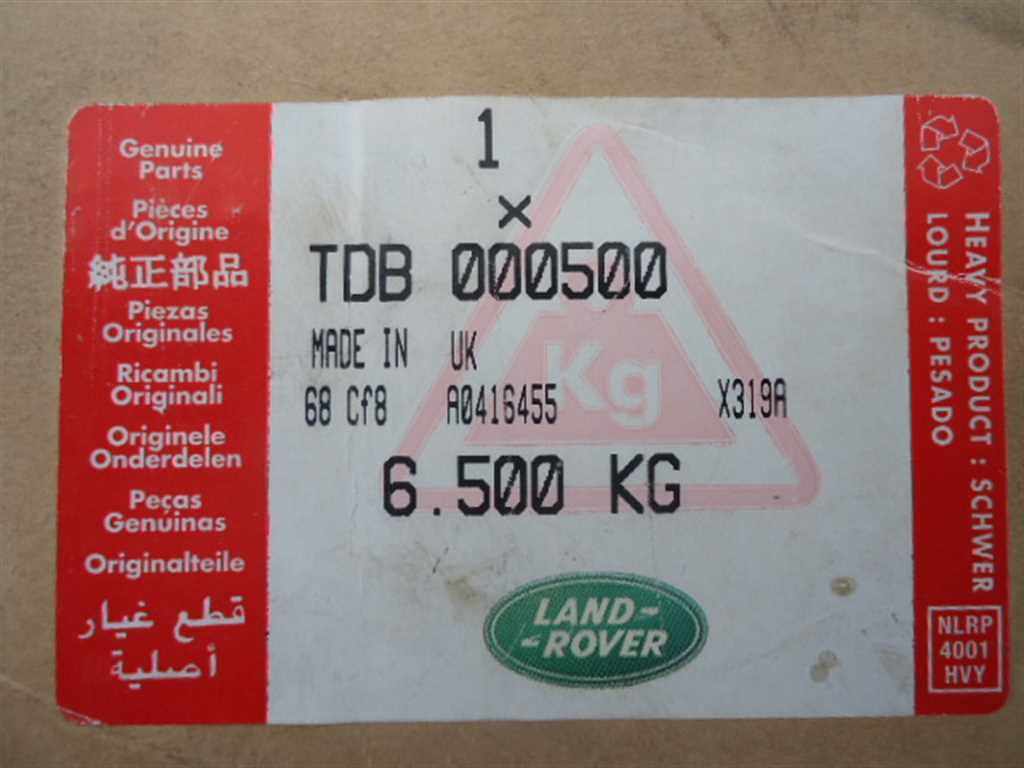 Genuine
Parts
Pièces
d'Origine
純正部品
Piezas
Originales
Ricambi
Originali
Originele
Onderdelen
Peças
Genuinas
Originalteile
قطع غيار
أصلية
1
x
TDB 000500
MADE IN UK
68 Cf8 A0416455 X319A
Kg
6.500 KG
LAND-
-ROVER
HEAVY PRODUCT : SCHWER
LOURD : PESADO
NLRP
4001
HVY